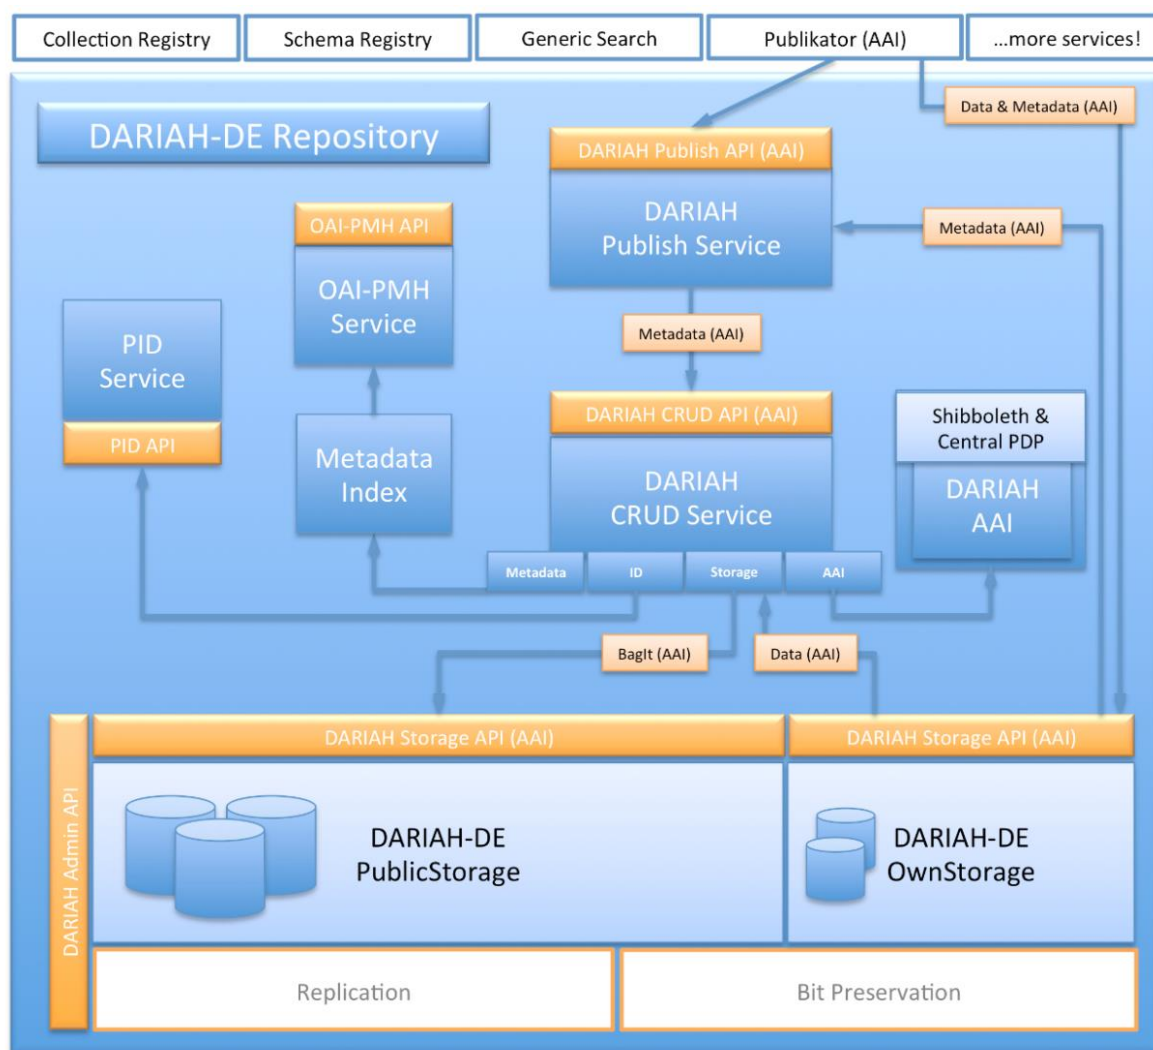 Collection Registry
Schema Registry
Generic Search
Publikator (AAI)
...more services!
Data & Metadata (AAI)
DARIAH-DE Repository
DARIAH Publish API (AAI)
DARIAH
Publish Service
Metadata (AAI)
OAI-PMH API
OAI-PMH
Service
PID
Service
PID API
Metadata (AAI)
DARIAH CRUD API (AAI)
DARIAH
CRUD Service
Shibboleth &
Central PDP
DARIAH
AAI
Metadata
Index
Metadata
ID
Storage
AAI
BagIt (AAI)
Data (AAI)
DARIAH Storage API (AAI)
DARIAH Storage API (AAI)
DARIAH Admin API
DARIAH-DE
PublicStorage
DARIAH-DE
OwnStorage
Replication
Bit Preservation